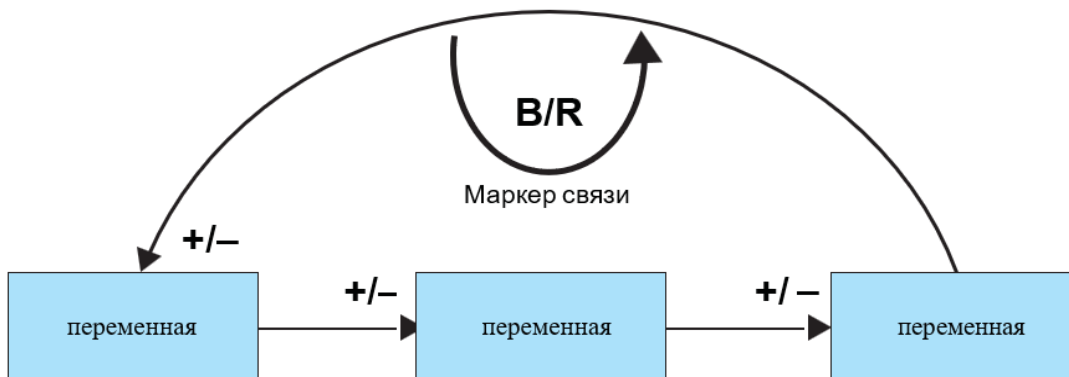 B/R
Маркер связи
+/–
+/–
+/ –
переменная
переменная
переменная